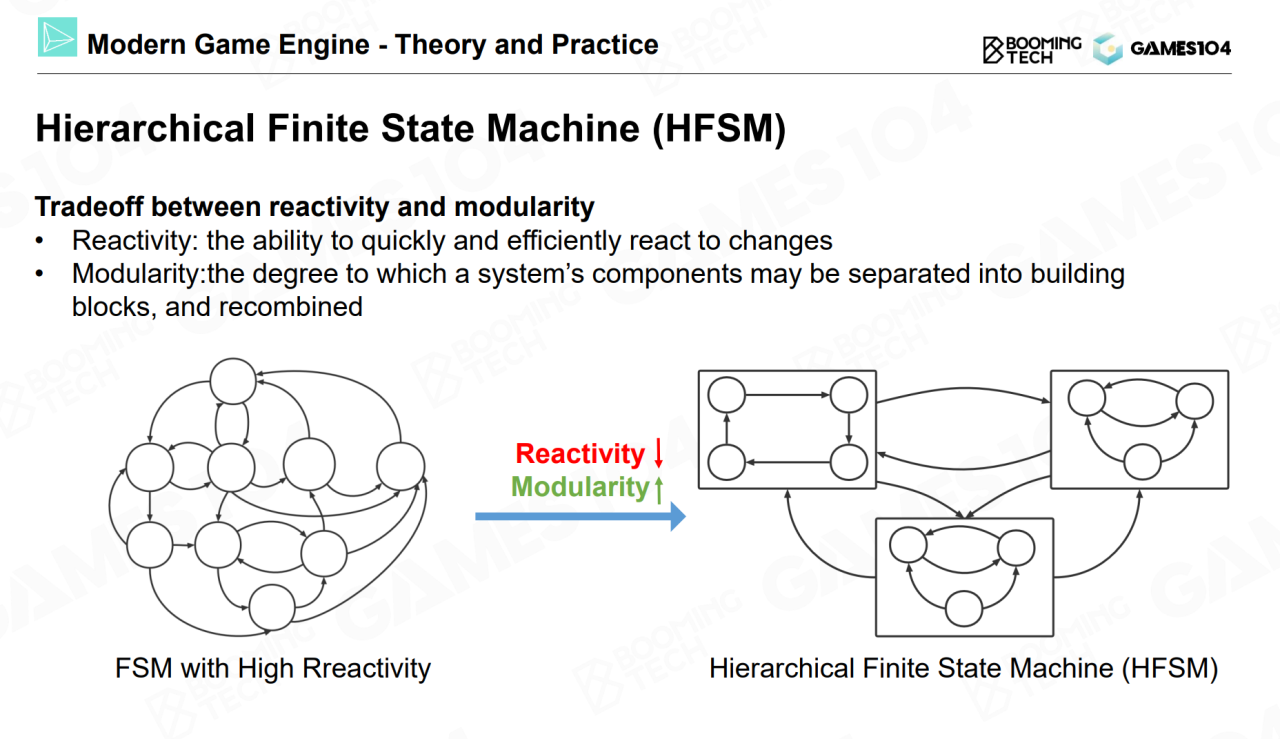 Modern Game Engine - Theory and Practice
BOOMING
TECH
GAMES104
Hierarchical Finite State Machine (HFSM)
Tradeoff between reactivity and modularity
• Reactivity: the ability to quickly and efficiently react to changes
• Modularity:the degree to which a system's components may be separated into building
blocks, and recombined
Reactivity ↓
Modularity ↑
FSM with High Rreactivity
Hierarchical Finite State Machine (HFSM)